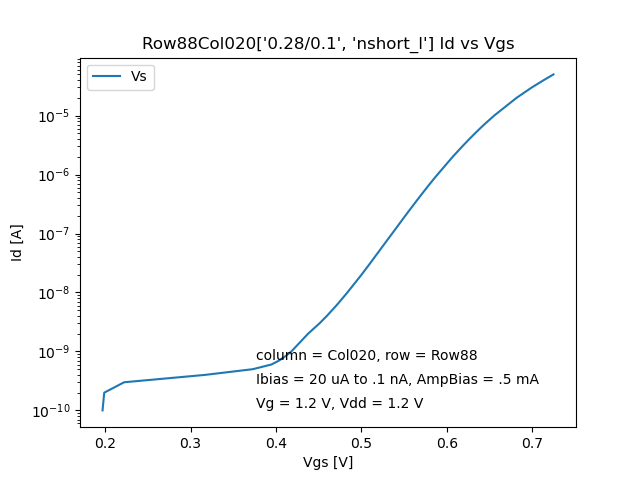 Row88Col020['0.28/0.1', 'nshort_l'] Id vs Vgs
Vs
10⁻⁵
10⁻⁶
10⁻⁷
10⁻⁸
10⁻⁹
10⁻¹⁰
Id [A]
column = Col020, row = Row88
Ibias = 20 uA to .1 nA, AmpBias = .5 mA
Vg = 1.2 V, Vdd = 1.2 V
0.2 0.3 0.4 0.5 0.6 0.7
Vgs [V]